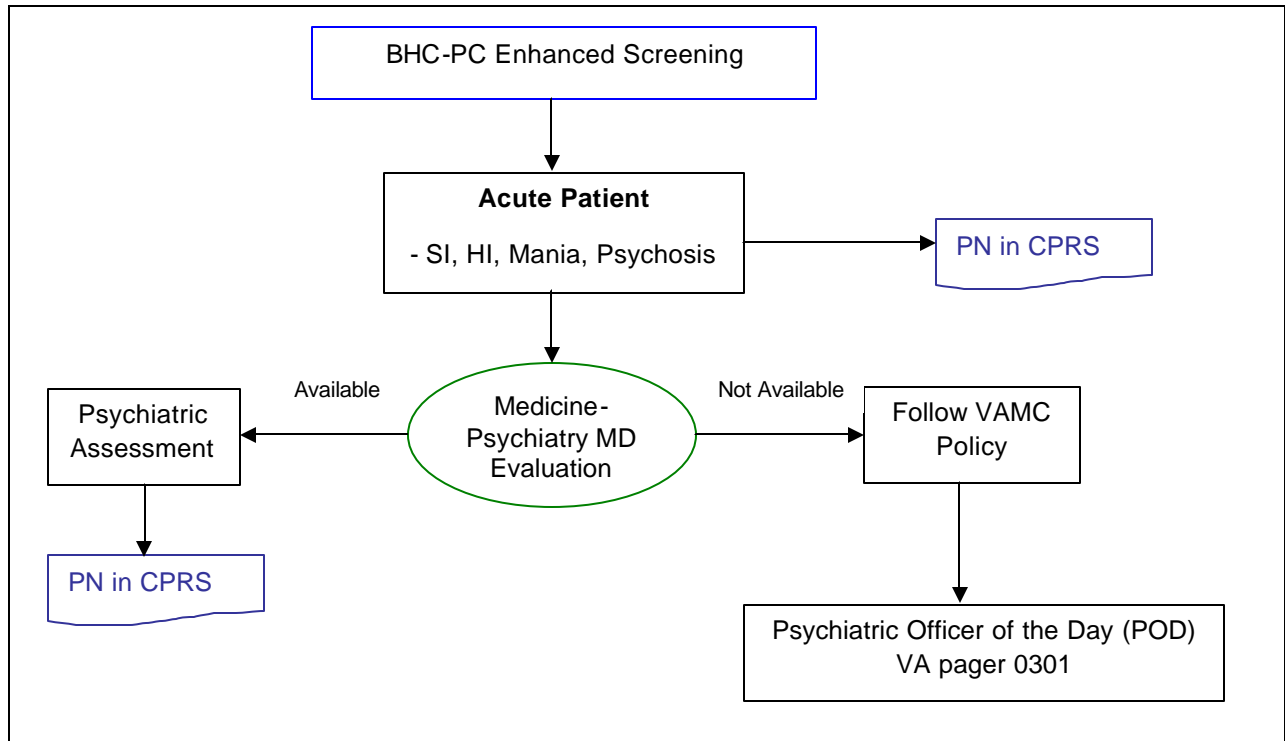 BHC-PC Enhanced Screening
Acute Patient
- SI, HI, Mania, Psychosis
PN in CPRS
Available
Not Available
Psychiatric
Assessment
Medicine-
Psychiatry MD
Evaluation
Follow VAMC
Policy
PN in CPRS
Psychiatric Officer of the Day (POD)
VA pager 0301